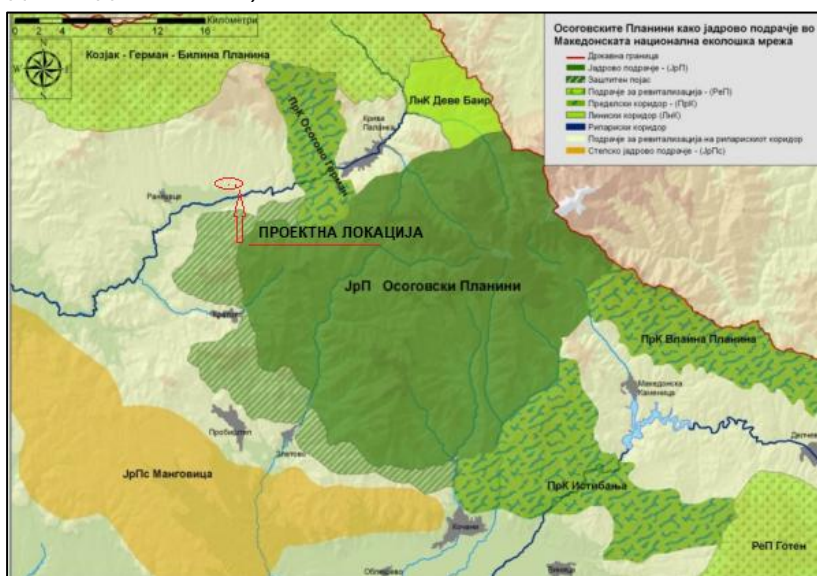 0 2 4 8 12 16 Километри
Осоговските Планини како јадрово подрачје во
Македонската национална еколошка мрежа
Државна граница
Јадрово подрачје - (ЈрП)
Заштитен појас
Подрачје за ревитализација - (РеП)
Пределски коридор - (ПрК)
Линиски коридор (ЛнК)
Рипариски коридор
Подрачје за ревитализација на рипарискиот коридор
Степско јадрово подрачје - (ЈрПс)
Козјак - Герман - Билина Планина
ПрК Осогово Герман
ЛнК Деве Баир
Крива
Паланка
Ранковце
ПРОЕКТНА ЛОКАЦИЈА
ЈрП Осоговски Планини
Кратово
ПрК Влаина Планина
Македонска
Каменица
Делчево
Пробиштип
Злетово
ЈрПс Манговица
ПрК Истибања
Кочани
РеП Готен
Облешево
Виница